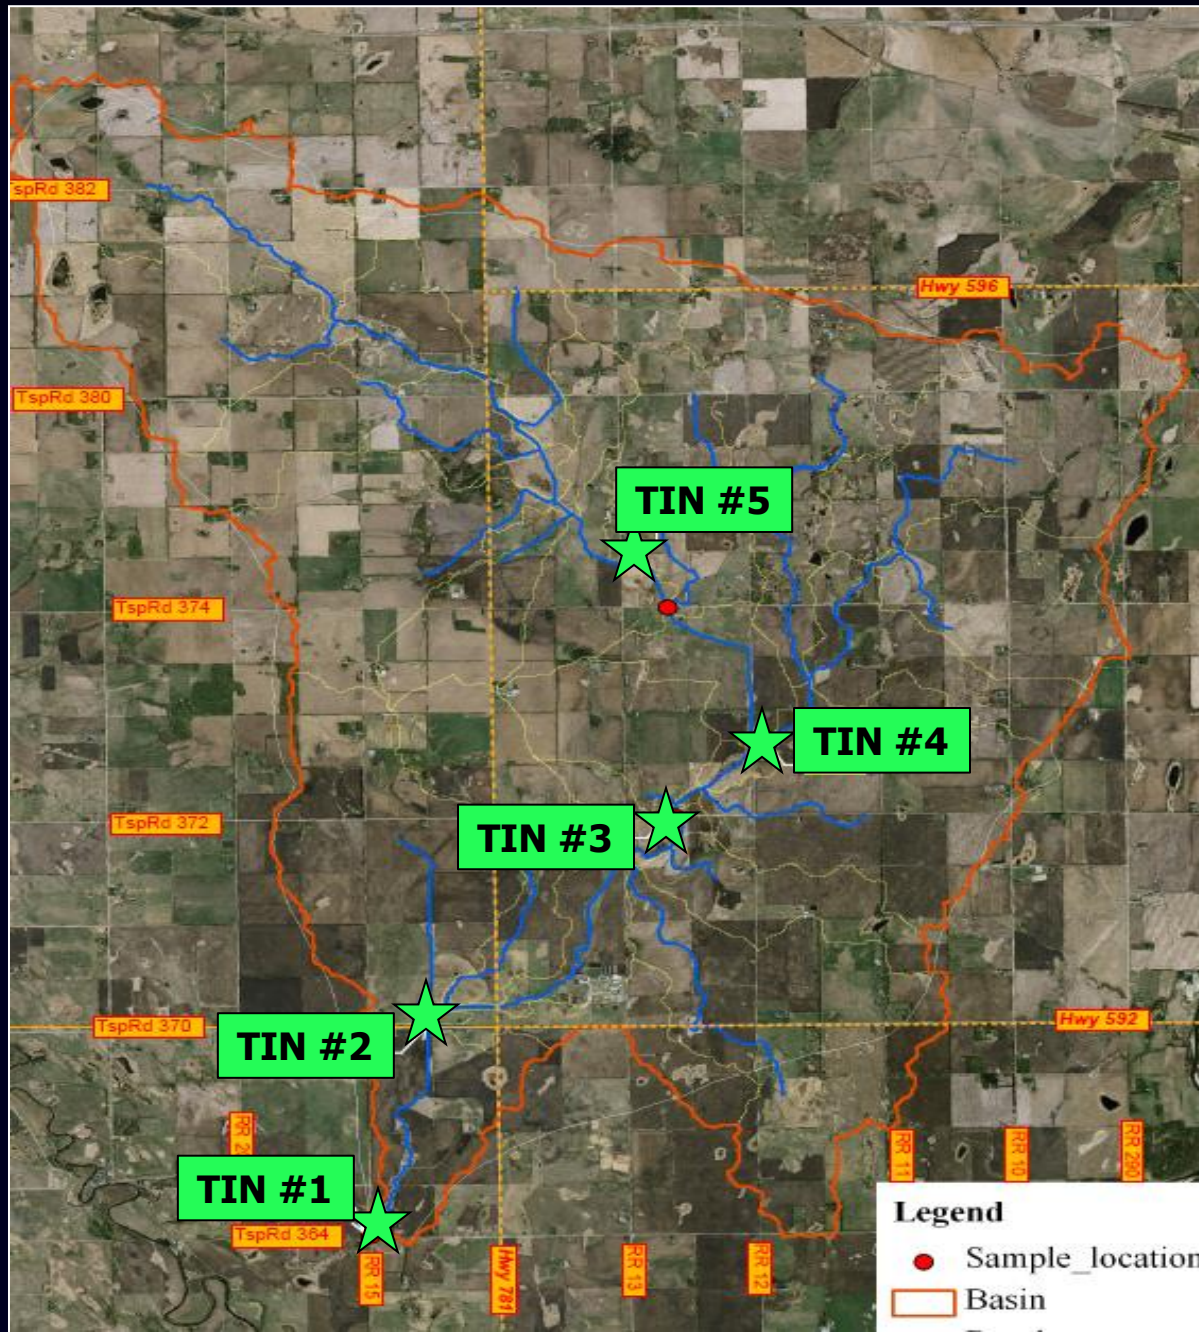 TspRd 382
Hwy 596
TspRd 380
TIN #5
TspRd 374
TIN #4
TspRd 372
TIN #3
TspRd 370
Hwy 592
TIN #2
RR 11
RR 10
RR 290
TIN #1
TspRd 364
RR 15
Hwy 781
RR 13
RR 12
Legend
Sample_location
Basin